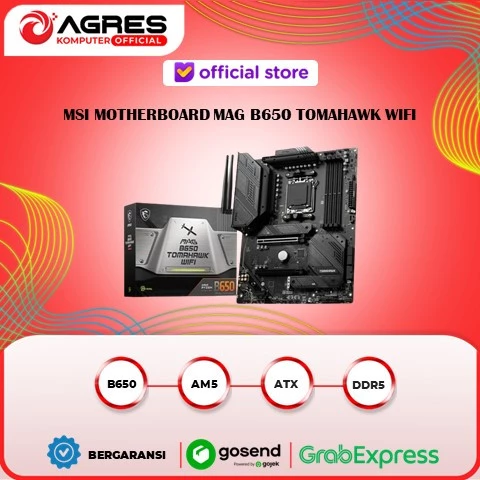 AGRES
KOMPUTER OFFICIAL
official store
MSI MOTHERBOARD MAG B650 TOMAHAWK WIFI
MAG
B650
TOMAHAWK
WIFI
B650
B650
AM5
ATX
DDR5
BERGARANSI
gosend
Powered by gojek
GrabExpress